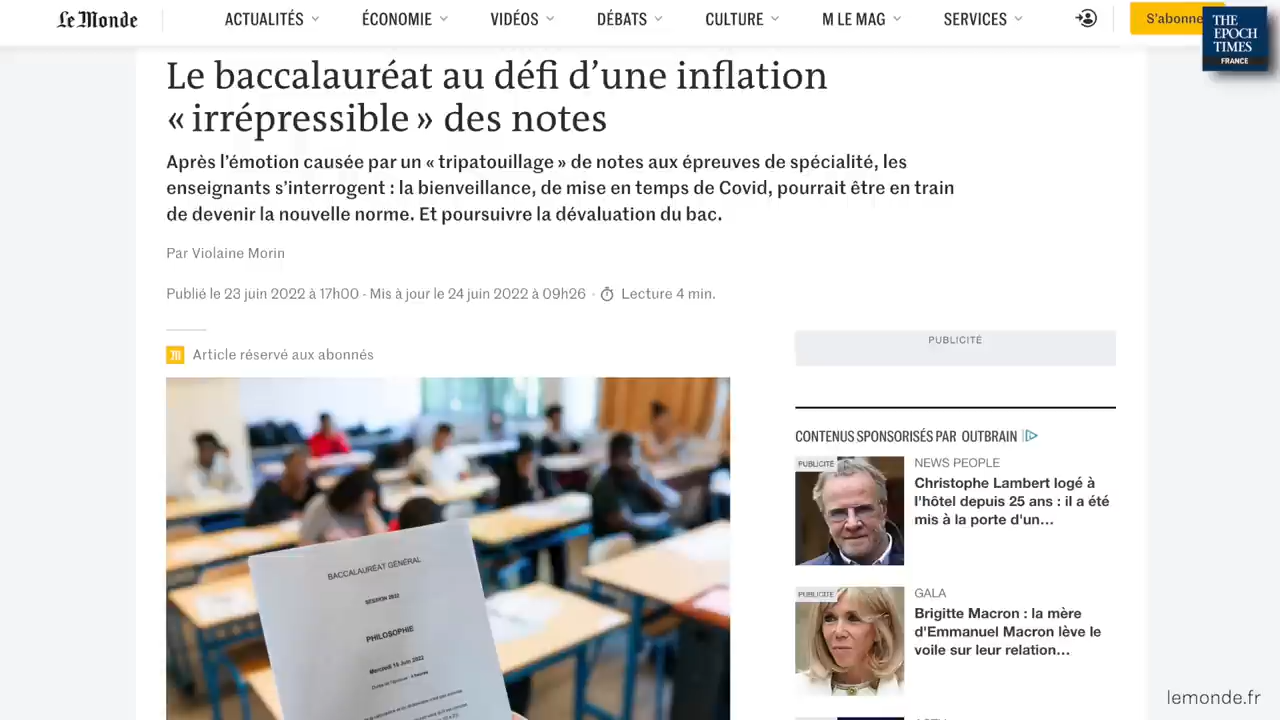 Le Monde
ACTUALITÉS
ÉCONOMIE
VIDÉOS
DÉBATS
CULTURE
M LE MAG
SERVICES
S'abonne
THE
EPOCH
TIMES
FRANCE
Le baccalauréat au défi d'une inflation
« irrépressible » des notes
Après l'émotion causée par un « tripatouillage » de notes aux épreuves de spécialité, les
enseignants s'interrogent : la bienveillance, de mise en temps de Covid, pourrait être en train
de devenir la nouvelle norme. Et poursuivre la dévaluation du bac.
Par Violaine Morin
Publié le 23 juin 2022 à 17h00 - Mis à jour le 24 juin 2022 à 09h26 · Lecture 4 min.
M Article réservé aux abonnés
BACCALAURÉAT GÉNÉRAL
SESSION 2022
PHILOSOPHIE
Mercredi 15 juin 2022
PUBLICITÉ
CONTENUS SPONSORISÉS PAR OUTBRAIN
PUBLICITÉ
NEWS PEOPLE
Christophe Lambert logé à
l'hôtel depuis 25 ans : il a été
mis à la porte d'un...
PUBLICITÉ
GALA
Brigitte Macron : la mère
d'Emmanuel Macron lève le
voile sur leur relation...
lemonde.fr